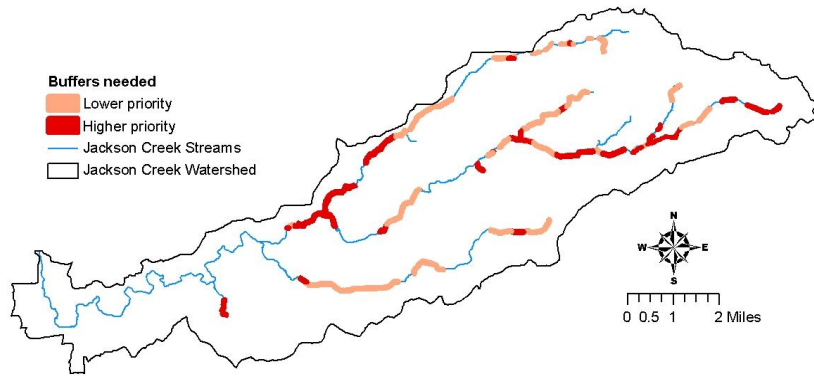 Buffers needed
Lower priority
Higher priority
Jackson Creek Streams
Jackson Creek Watershed
N
W E
S
0 0.5 1 2 Miles